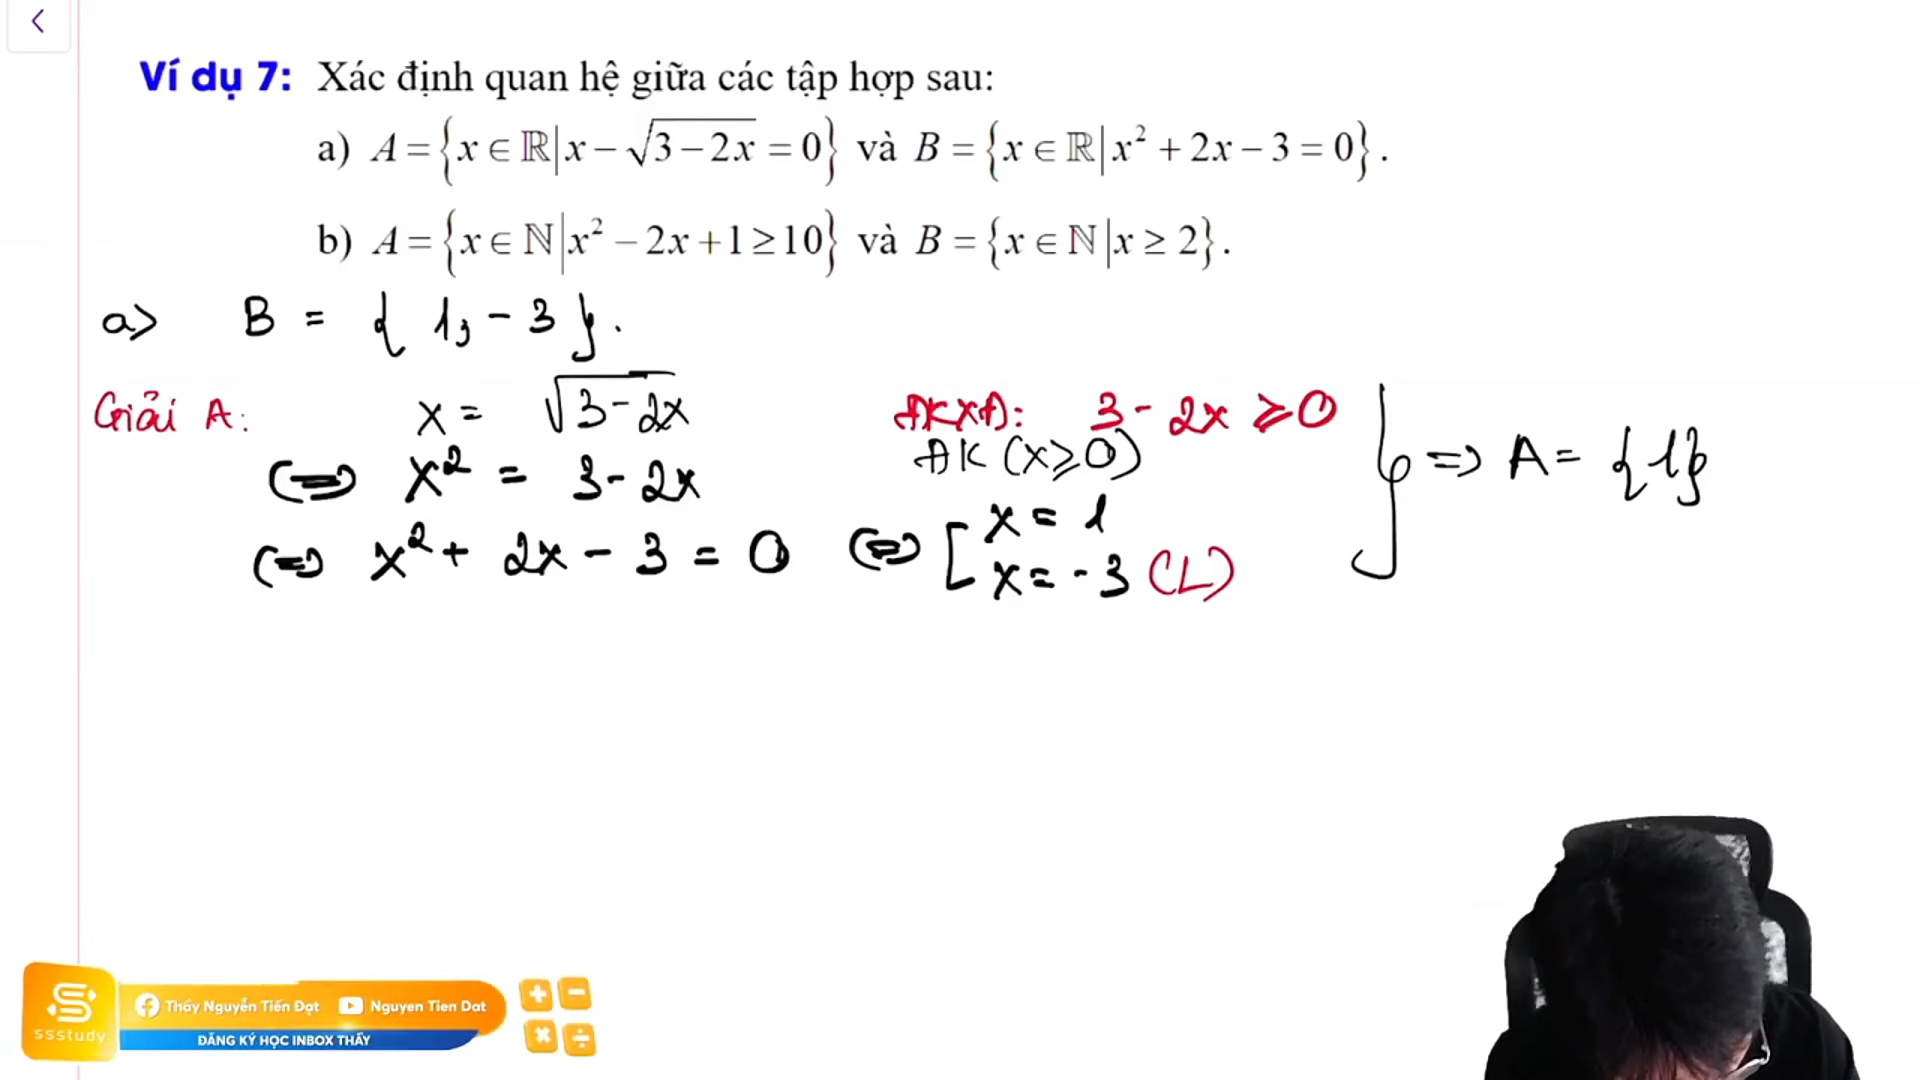 Ví dụ 7: Xác định quan hệ giữa các tập hợp sau:
a) A = {x ∈ ℝ | x − √(3 − 2x) = 0} và B = {x ∈ ℝ | x² + 2x − 3 = 0}.
b) A = {x ∈ ℕ | x² − 2x + 1 ≥ 10} và B = {x ∈ ℕ | x ≥ 2}.
a> B = {1; −3}.
Giải A: x = √(3 − 2x) ĐKXĐ: 3 − 2x ≥ 0
ĐK (x ≥ 0) => A = {1}
<=> x² = 3 − 2x
<=> x² + 2x − 3 = 0 <=> [ x = 1
x = −3 (L)
ssstudy
Thầy Nguyễn Tiến Đạt Nguyen Tien Dat
ĐĂNG KÝ HỌC INBOX THẦY